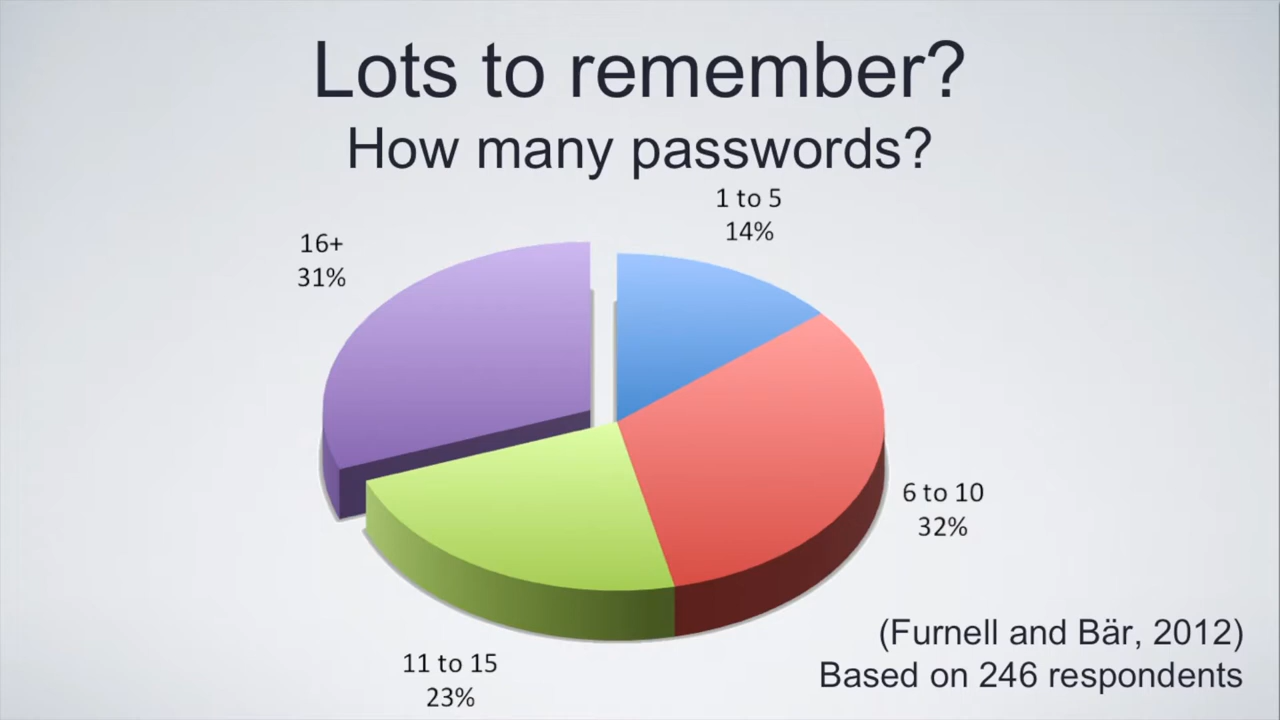 Lots to remember?
How many passwords?
1 to 5
14%
16+
31%
6 to 10
32%
11 to 15
23%
(Furnell and Bär, 2012)
Based on 246 respondents